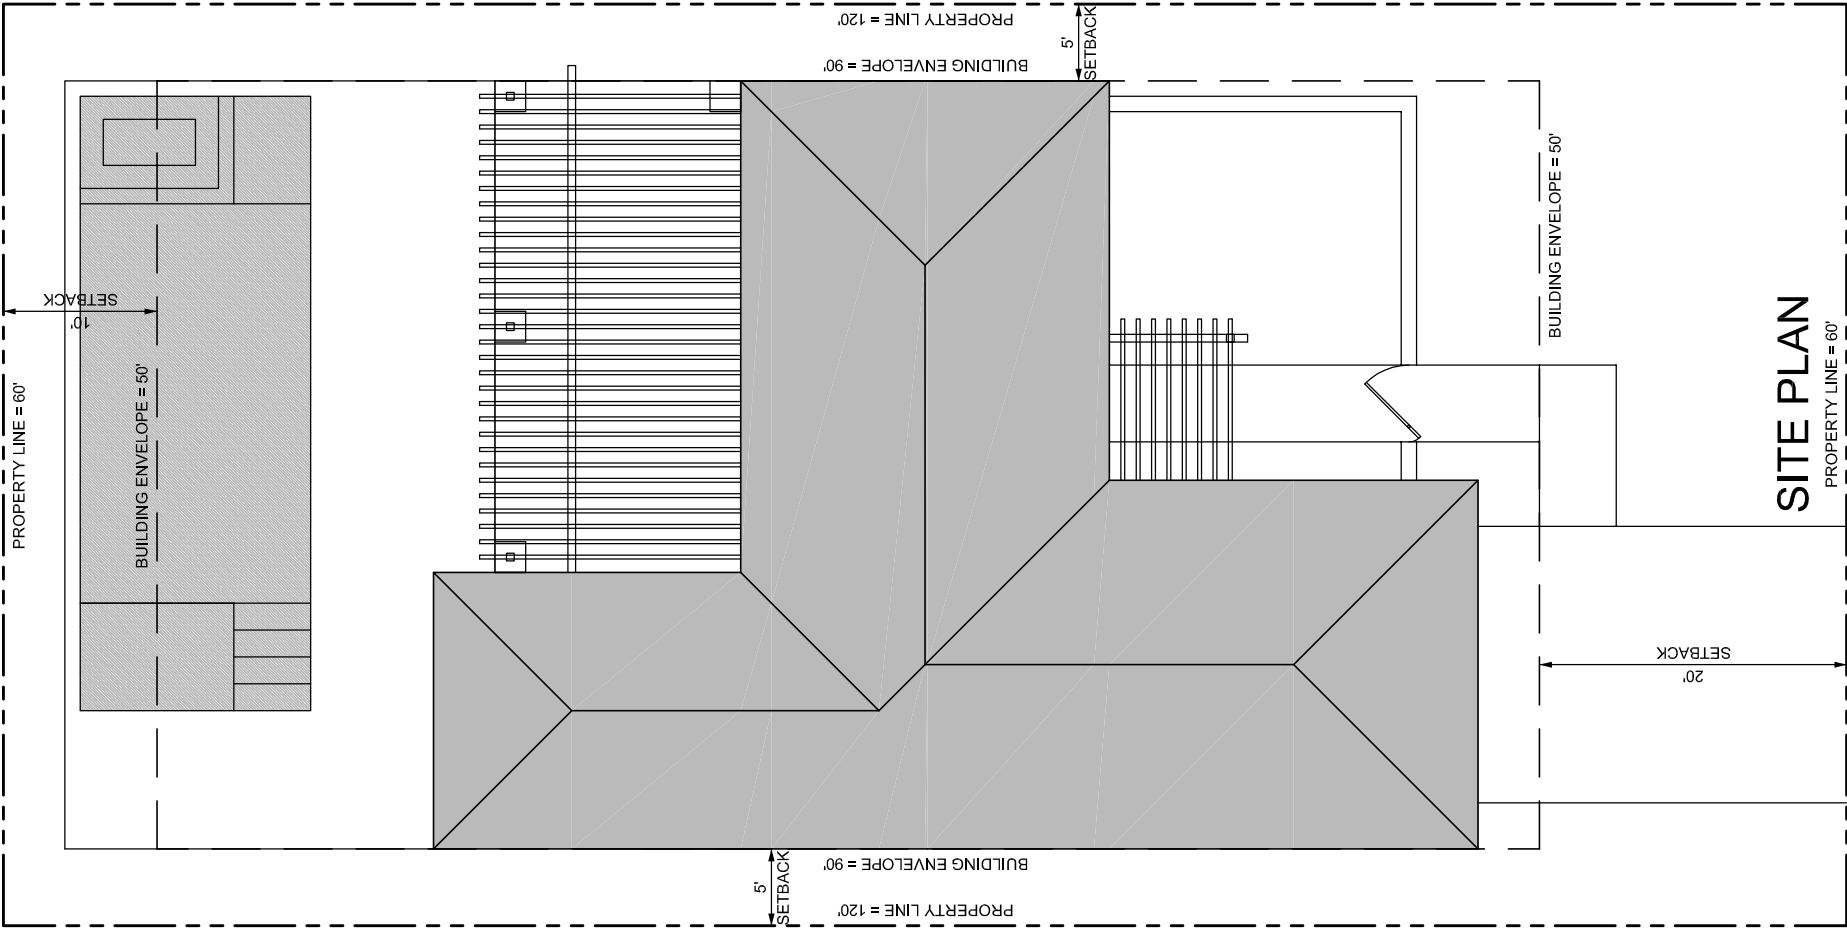 PROPERTY LINE = 120'
BUILDING ENVELOPE = 90'
5'
SETBACK
10'
SETBACK
PROPERTY LINE = 60'
BUILDING ENVELOPE = 50'
BUILDING ENVELOPE = 50'
SITE PLAN
PROPERTY LINE = 60'
20'
SETBACK
5'
SETBACK
BUILDING ENVELOPE = 90'
PROPERTY LINE = 120'